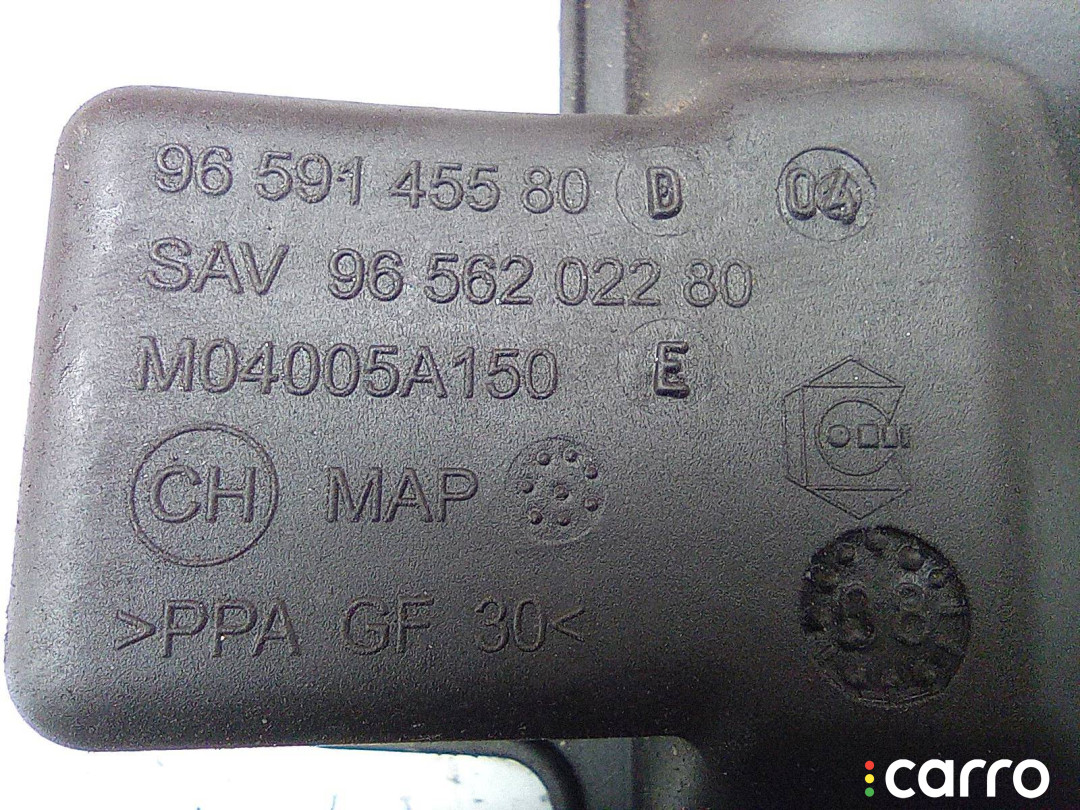 96 591 455 80 D 04
SAV 96 562 022 80
M04005A150 E
CH MAP
>PPA GF 30<
carro